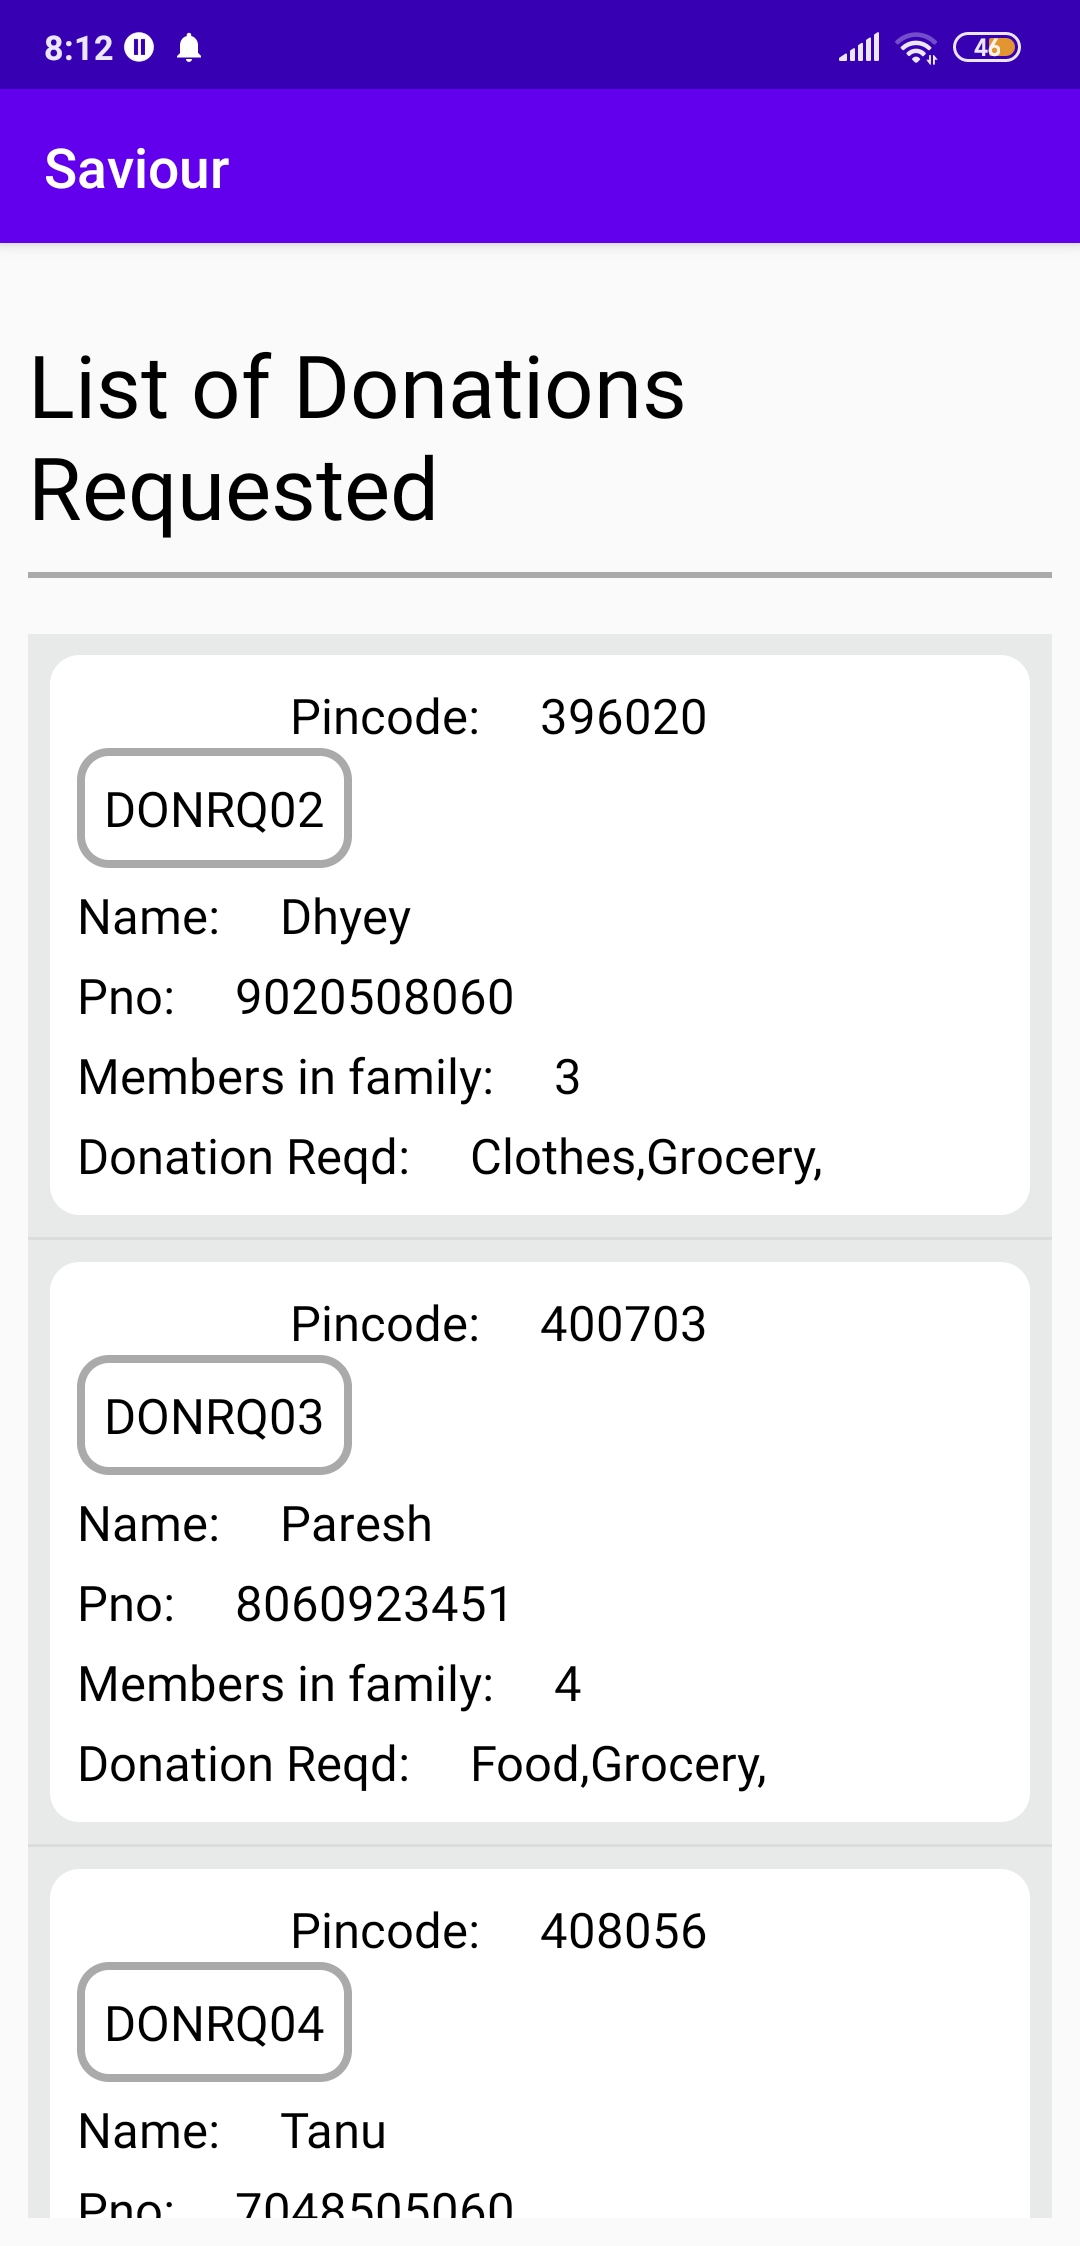 8:12 46
Saviour
List of Donations
Requested
Pincode: 396020
DONRQ02
Name: Dhyey
Pno: 9020508060
Members in family: 3
Donation Reqd: Clothes,Grocery,
Pincode: 400703
DONRQ03
Name: Paresh
Pno: 8060923451
Members in family: 4
Donation Reqd: Food,Grocery,
Pincode: 408056
DONRQ04
Name: Tanu
Pno: 7048505060